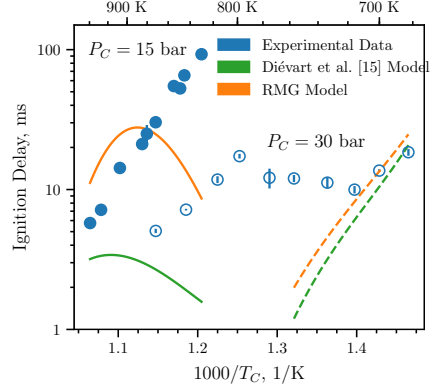 900 K 800 K 700 K
P_C = 15 bar
Experimental Data
Diévart et al. [15] Model
RMG Model
P_C = 30 bar
100
10
1
Ignition Delay, ms
1.1 1.2 1.3 1.4
1000/T_C, 1/K